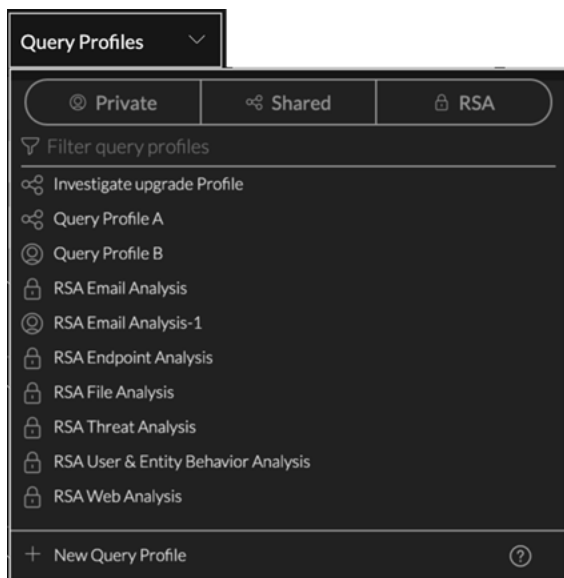 Query Profiles
Private Shared RSA
Filter query profiles
Investigate upgrade Profile
Query Profile A
Query Profile B
RSA Email Analysis
RSA Email Analysis-1
RSA Endpoint Analysis
RSA File Analysis
RSA Threat Analysis
RSA User & Entity Behavior Analysis
RSA Web Analysis
+ New Query Profile ?